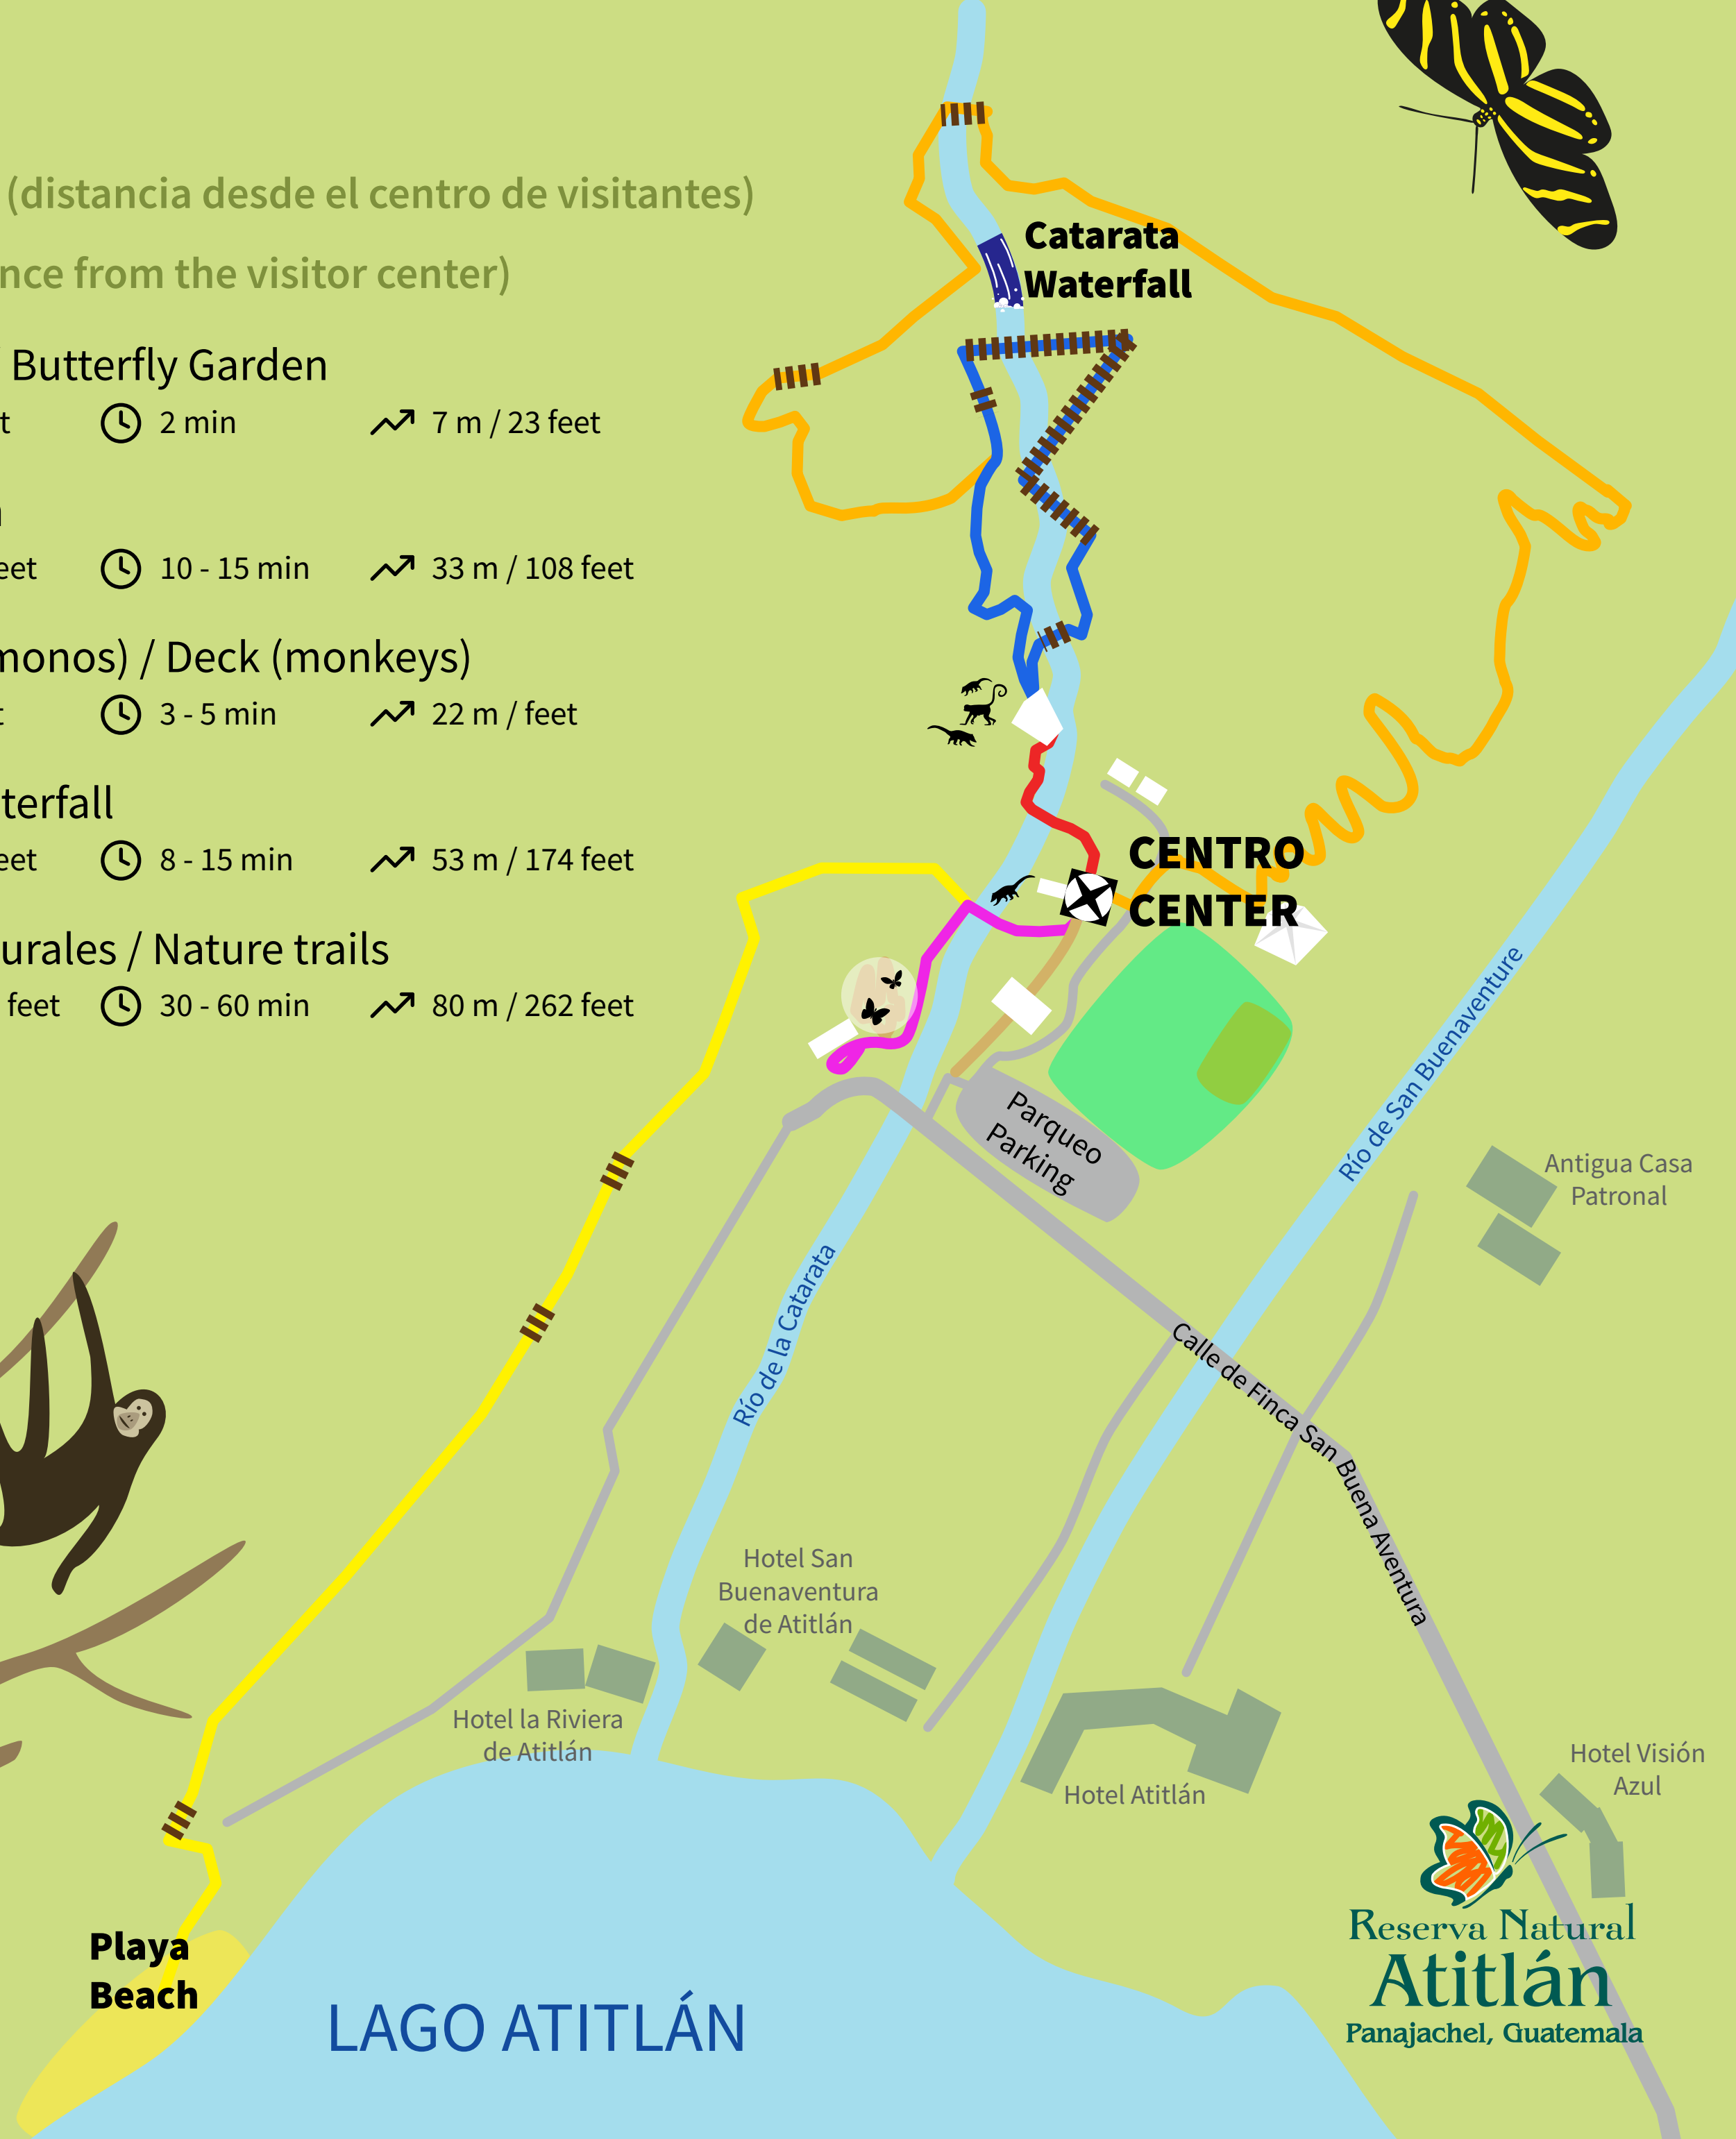 (distancia desde el centro de visitantes)
nce from the visitor center)
Butterfly Garden
t 2 min 7 m / 23 feet
eet 10 - 15 min 33 m / 108 feet
monos) / Deck (monkeys)
t 3 - 5 min 22 m / feet
terfall
eet 8 - 15 min 53 m / 174 feet
urales / Nature trails
feet 30 - 60 min 80 m / 262 feet
Catarata
Waterfall
CENTRO
CENTER
Parqueo
Parking
Río de San Buenaventure
Antigua Casa
Patronal
Río de la Catarata
Calle de Finca San Buena Aventura
Hotel San
Buenaventura
de Atitlán
Hotel la Riviera
de Atitlán
Hotel Atitlán
Hotel Visión
Azul
Playa
Beach
LAGO ATITLÁN
Reserva Natural
Atitlán
Panajachel, Guatemala